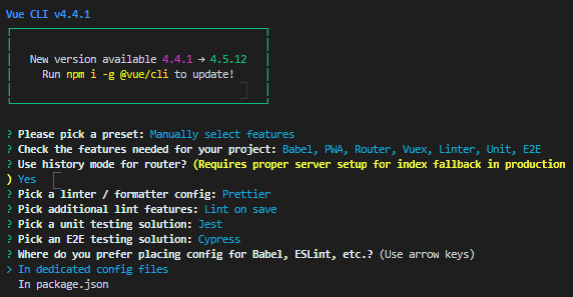 Vue CLI v4.4.1
New version available 4.4.1 → 4.5.12
Run npm i -g @vue/cli to update!
? Please pick a preset: Manually select features
? Check the features needed for your project: Babel, PWA, Router, Vuex, Linter, Unit, E2E
? Use history mode for router? (Requires proper server setup for index fallback in production
) Yes
? Pick a linter / formatter config: Prettier
? Pick additional lint features: Lint on save
? Pick a unit testing solution: Jest
? Pick an E2E testing solution: Cypress
? Where do you prefer placing config for Babel, ESLint, etc.? (Use arrow keys)
> In dedicated config files
In package.json